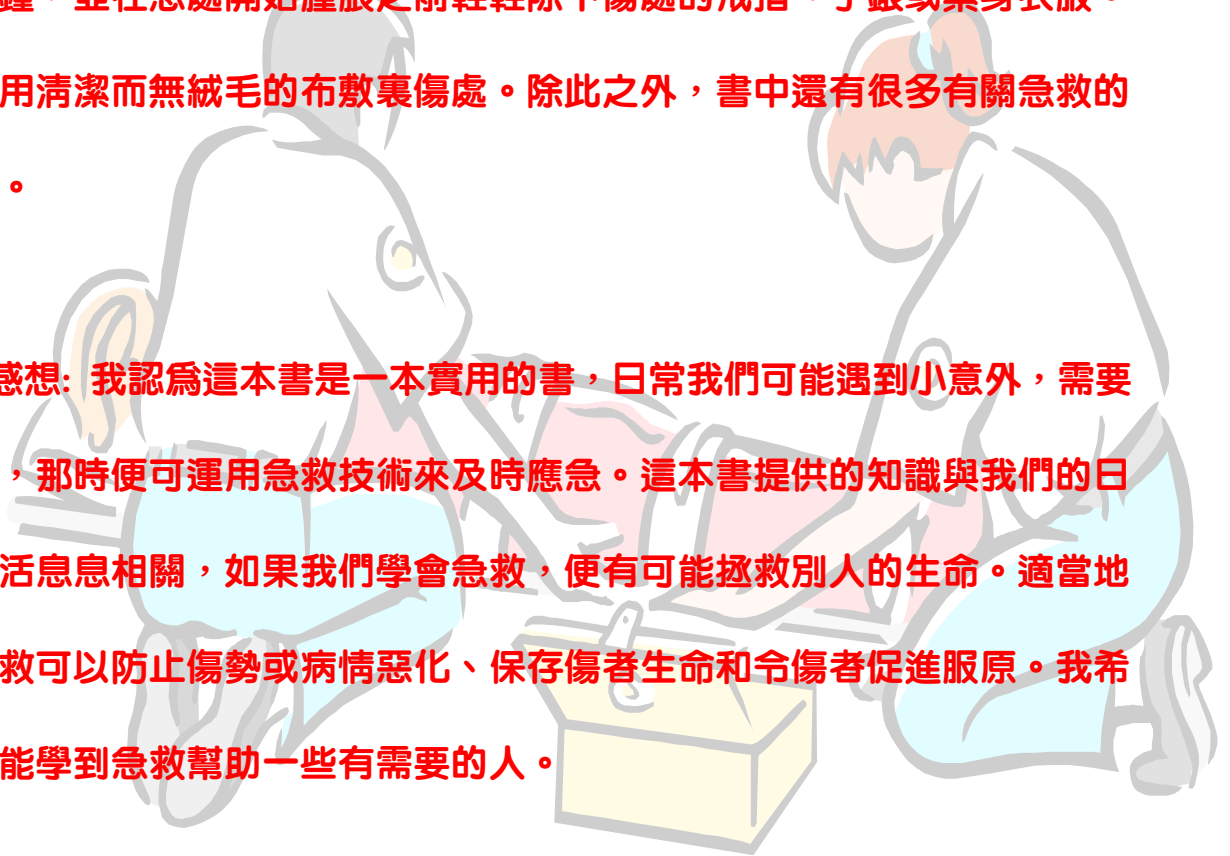 鐘，並在患處開始腫脹之前輕輕除下傷處的戒指、或緊身衣服。
用清潔而無絨毛的布敷裏傷處。除此之外，書中還有很多有關急救的
。
感想: 我認爲這本書是一本實用的書，日常我們可能遇到小意外，需要
，那時便可運用急救技術來及時應急。這本書提供的知識與我們的日
活息息相關，如果我們學會急救，便有可能拯救別人的生命。適當地
救可以防止傷勢或病情惡化、保存傷者生命和令傷者促進服原。我希
能學到急救幫助一些有需要的人。